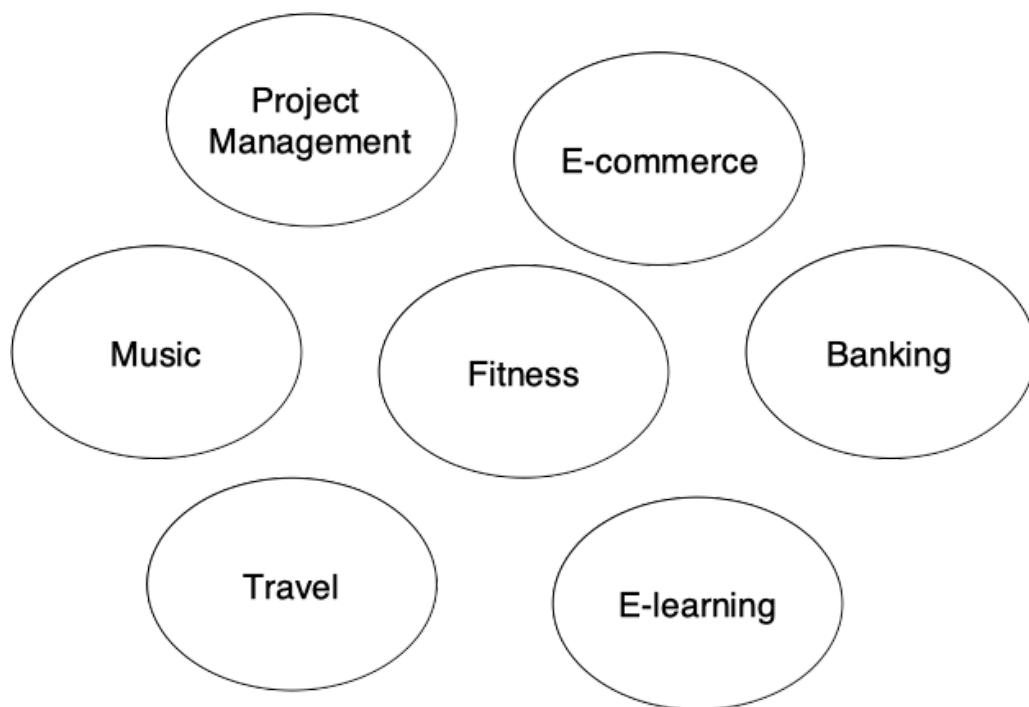 Project
Management
E-commerce
Music
Fitness
Banking
Travel
E-learning